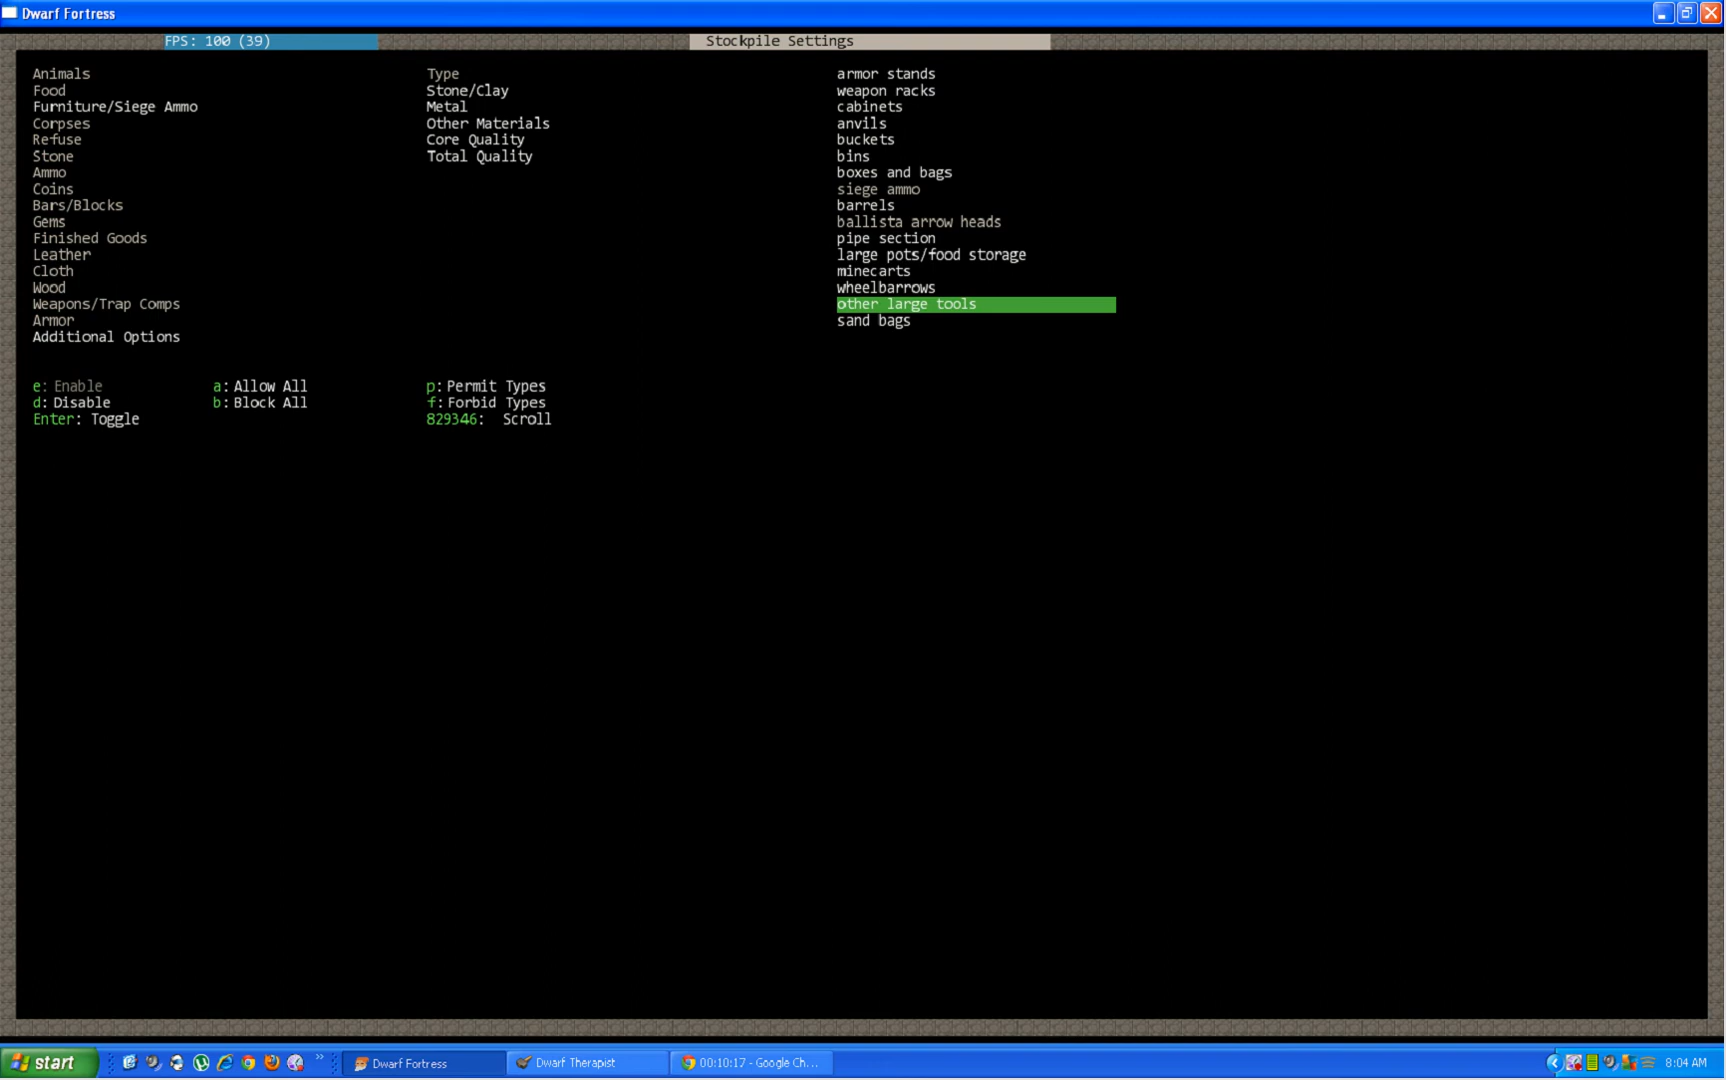 Dwarf Fortress
FPS: 100 (39)
Stockpile Settings
Animals
Food
Furniture/Siege Ammo
Corpses
Refuse
Stone
Ammo
Coins
Bars/Blocks
Gems
Finished Goods
Leather
Cloth
Wood
Weapons/Trap Comps
Armor
Additional Options
Type
Stone/Clay
Metal
Other Materials
Core Quality
Total Quality
armor stands
weapon racks
cabinets
anvils
buckets
bins
boxes and bags
siege ammo
barrels
ballista arrow heads
pipe section
large pots/food storage
minecarts
wheelbarrows
other large tools
sand bags
e: Enable a: Allow All p: Permit Types
d: Disable b: Block All f: Forbid Types
Enter: Toggle 829346: Scroll
start Dwarf Fortress Dwarf Therapist 00:10:17 - Google Ch... 8:04 AM